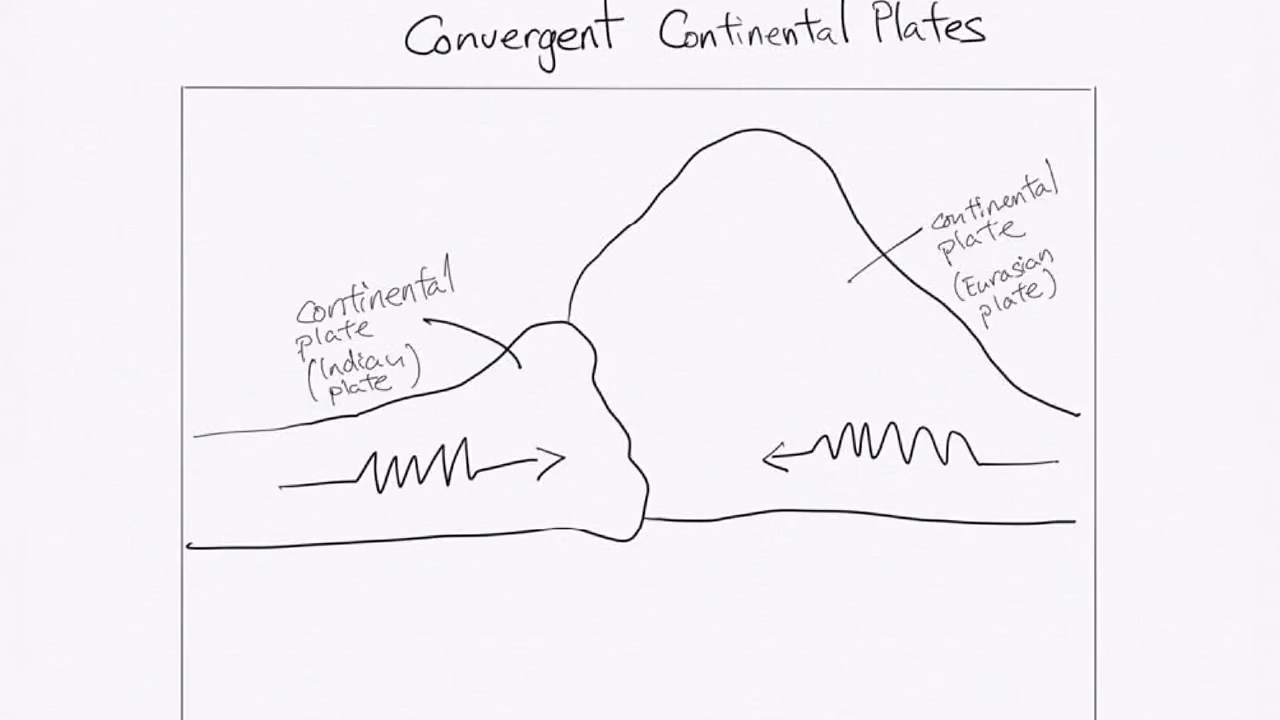 Convergent Continental Plates
continental
plate
(Eurasian
plate)
continental
plate
(Indian
plate)